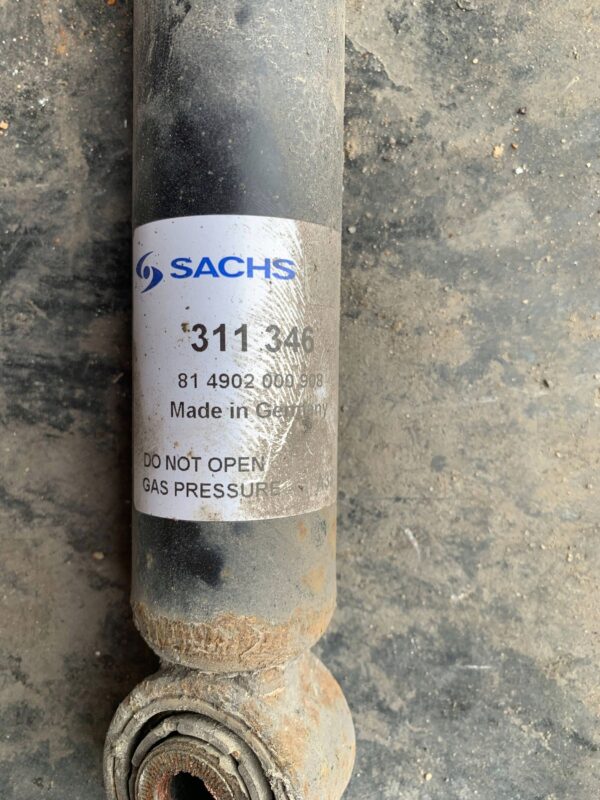 SACHS
311 346
81 4902 000 908
Made in Germany
DO NOT OPEN
GAS PRESSURE